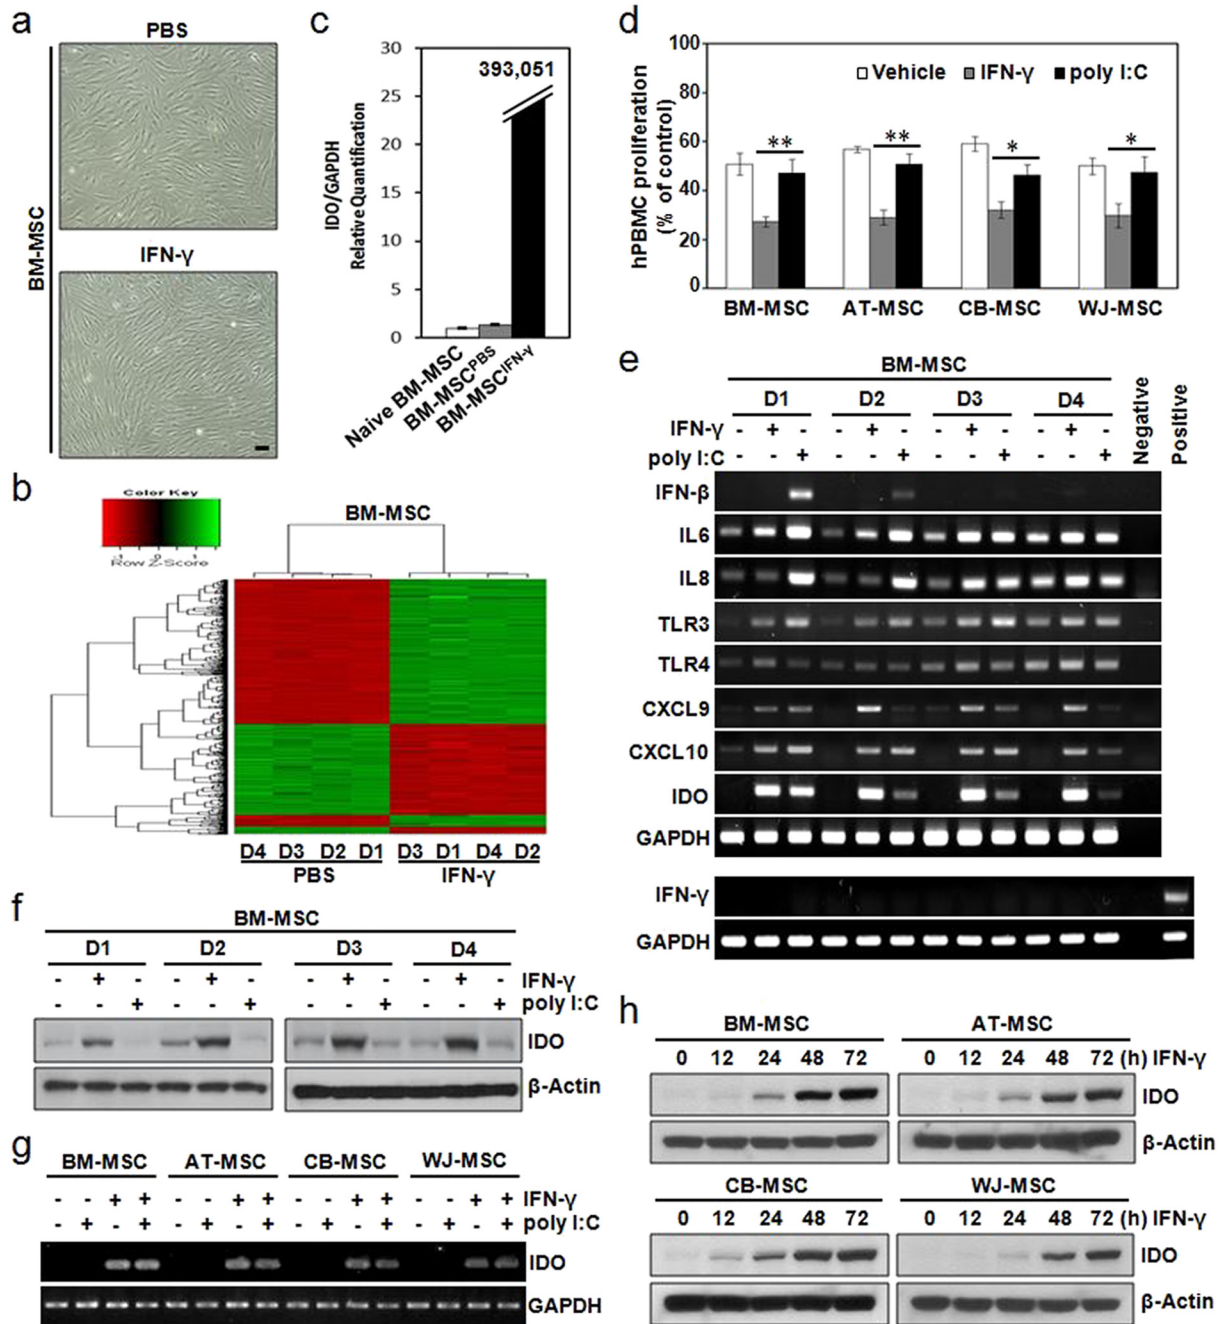 a
PBS
BM-MSC
IFN-γ
b
Color Key
-1 0 1
Row Z-Score
BM-MSC
D4 D3 D2 D1 D3 D1 D4 D2
PBS IFN-γ
c
IDO/GAPDH
Relative Quantification
30
25
20
15
10
5
0
393,051
Naive BM-MSC
BM-MSCPBS
BM-MSCIFN-γ
d
hPBMC proliferation
(% of control)
100
80
60
40
20
0
Vehicle IFN-γ poly I:C
** ** * *
BM-MSC AT-MSC CB-MSC WJ-MSC
e
BM-MSC
D1 D2 D3 D4 Negative Positive
IFN-γ - + - - + - - + - - + -
poly I:C - - + - - + - - + - - +
IFN-β
IL6
IL8
TLR3
TLR4
CXCL9
CXCL10
IDO
GAPDH
IFN-γ
GAPDH
f
BM-MSC
D1 D2 D3 D4
- + - - + - - + - - + - IFN-γ
- - + - - + - - + - - + poly I:C
IDO
β-Actin
g
BM-MSC AT-MSC CB-MSC WJ-MSC
- - + + - - + + - - + + - - + + IFN-γ
- + - + - + - + - + - + - + - + poly I:C
IDO
GAPDH
h
BM-MSC AT-MSC
0 12 24 48 72 0 12 24 48 72 (h) IFN-γ
IDO
β-Actin
CB-MSC WJ-MSC
0 12 24 48 72 0 12 24 48 72 (h) IFN-γ
IDO
β-Actin